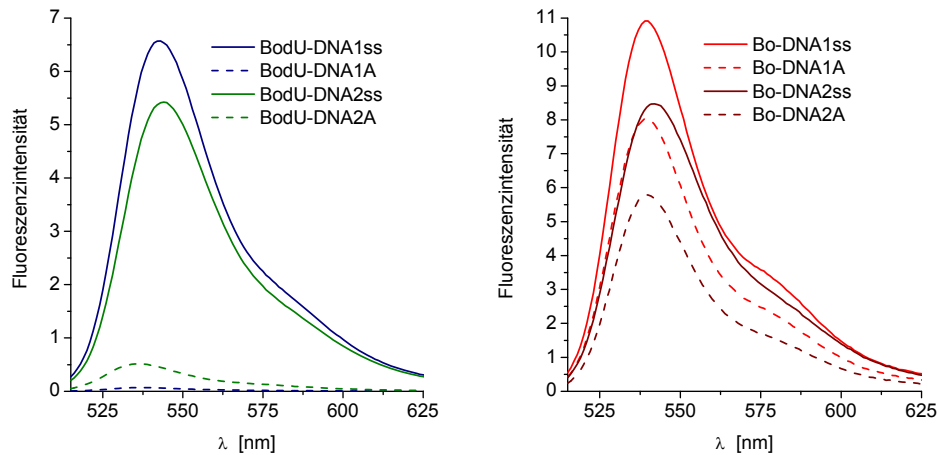 7
6
5
4
3
2
1
0
Fluoreszenzintensität
525 550 575 600 625
λ [nm]
BodU-DNA1ss
BodU-DNA1A
BodU-DNA2ss
BodU-DNA2A
11
10
9
8
7
6
5
4
3
2
1
0
Fluoreszenzintensität
525 550 575 600 625
λ [nm]
Bo-DNA1ss
Bo-DNA1A
Bo-DNA2ss
Bo-DNA2A